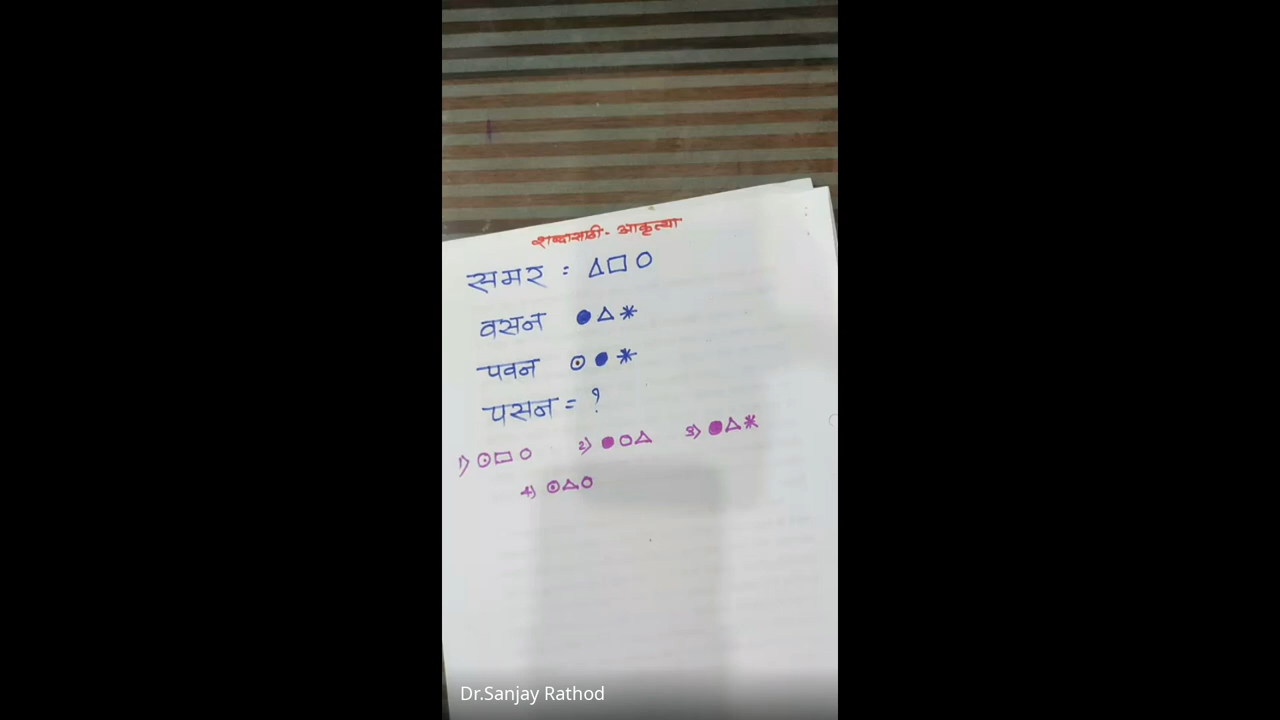 शब्दासाठी - आकृत्या
समर : △□○
वसन ●△*
पवन ⊙●*
पसन = ?
1) ⊙□○ 2) ●○△ 3) ●△*
4) ⊙△○
Dr.Sanjay Rathod